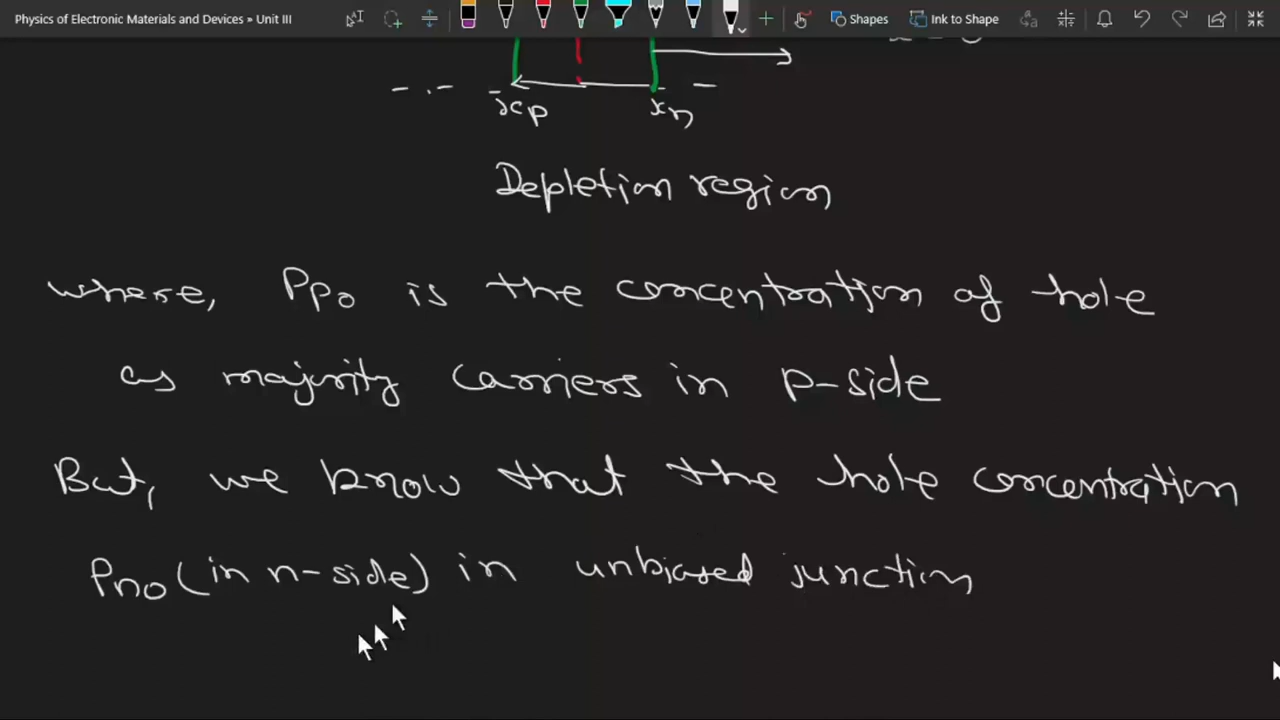 Physics of Electronic Materials and Devices » Unit III
Shapes
Ink to Shape
-xp
xn
Depletion region
where, Ppo is the concentration of hole
as majority carriers in p-side
But, we know that the hole concentration
Pno (in n-side) in unbiased junction